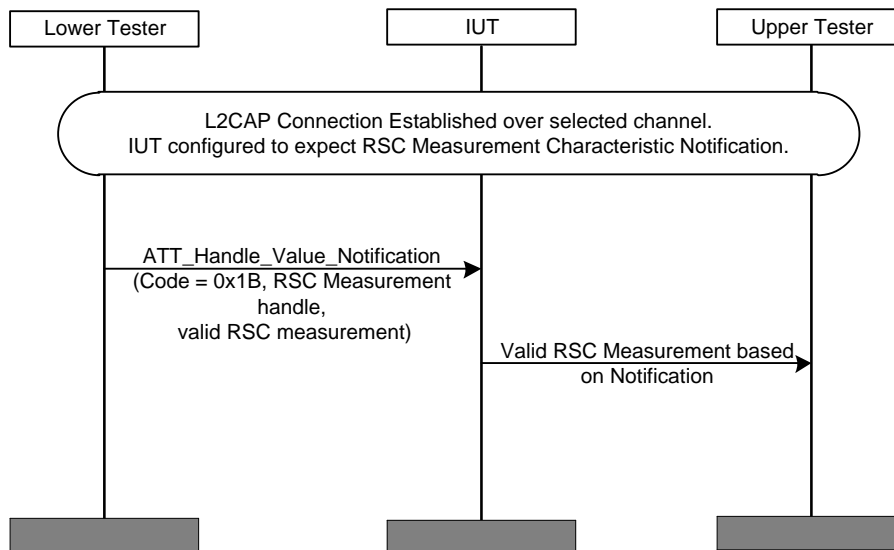 Lower Tester
IUT
Upper Tester
L2CAP Connection Established over selected channel.
IUT configured to expect RSC Measurement Characteristic Notification.
ATT_Handle_Value_Notification
(Code = 0x1B, RSC Measurement
handle,
valid RSC measurement)
Valid RSC Measurement based
on Notification